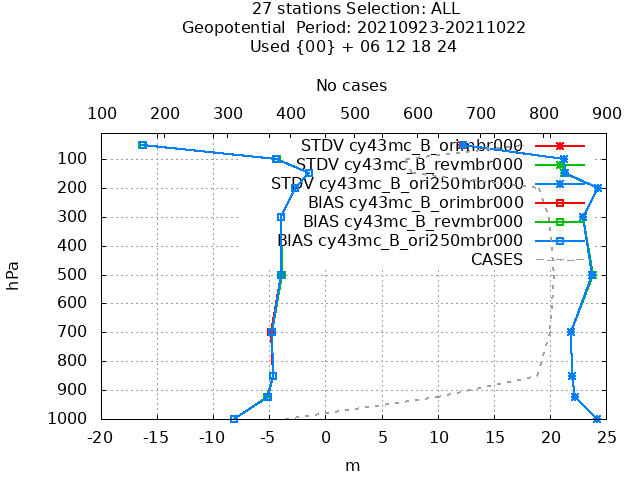 27 stations Selection: ALL
Geopotential  Period: 20210923-20211022
Used {00} + 06 12 18 24
No cases
100 200 300 400 500 600 700 800 900
STDV cy43mc_B_orimbr000
100
STDV cy43mc_B_revmbr000
STDV cy43mc_B_ori250mbr000
200
BIAS cy43mc_B_orimbr000
300
BIAS cy43mc_B_revmbr000
BIAS cy43mc_B_ori250mbr000
400
CASES
hPa
500
600
700
800
900
1000
-20 -15 -10 -5 0 5 10 15 20 25
m